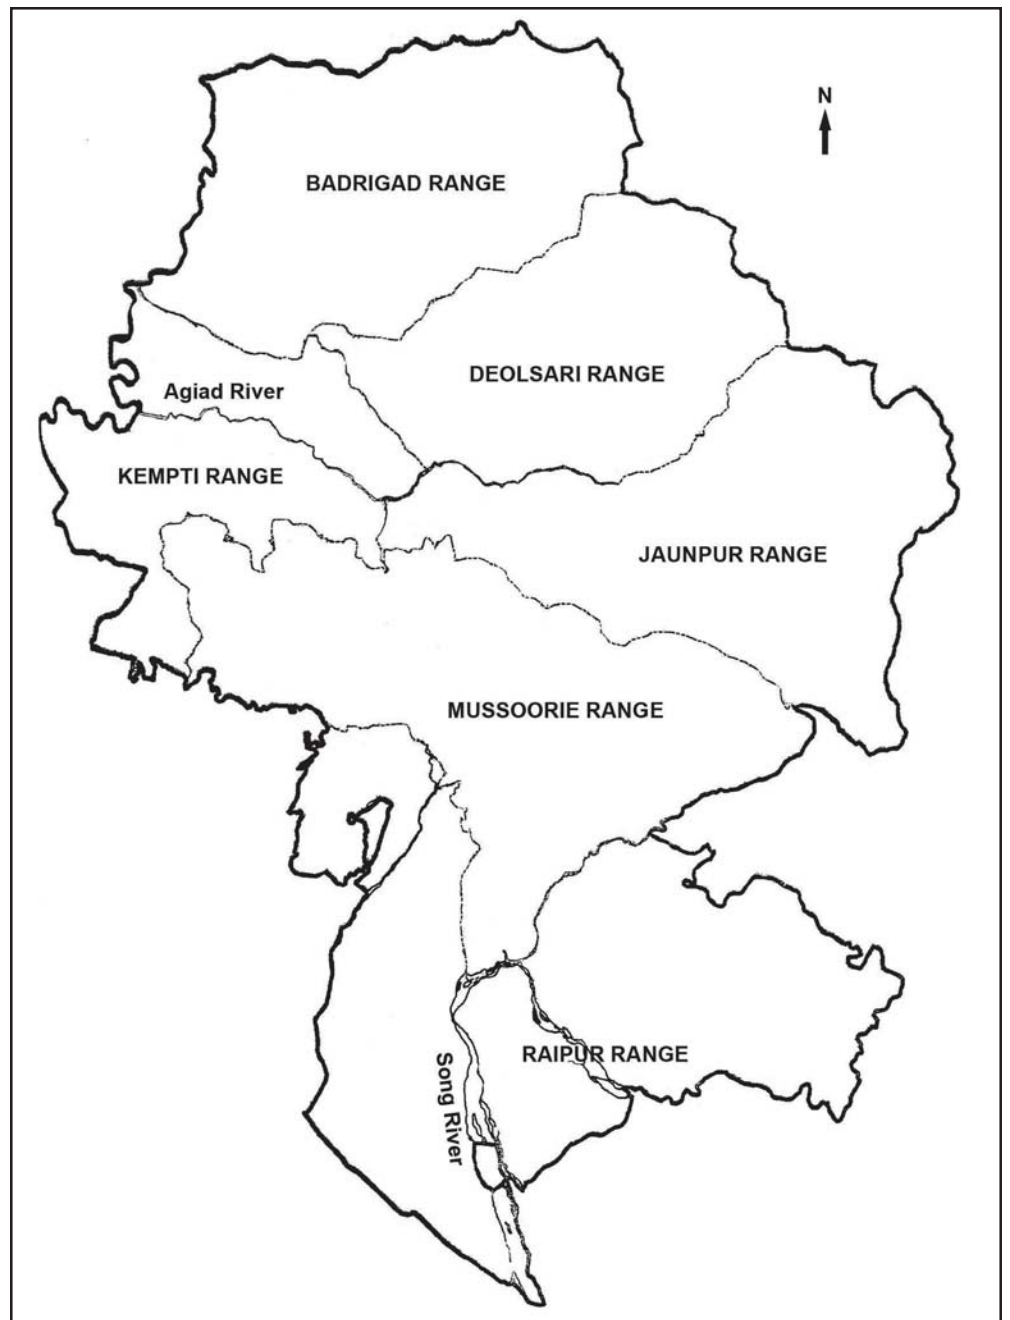 N
BADRIGAD RANGE
DEOLSARI RANGE
Agiad River
KEMPTI RANGE
JAUNPUR RANGE
MUSSOORIE RANGE
RAIPUR RANGE
Song River